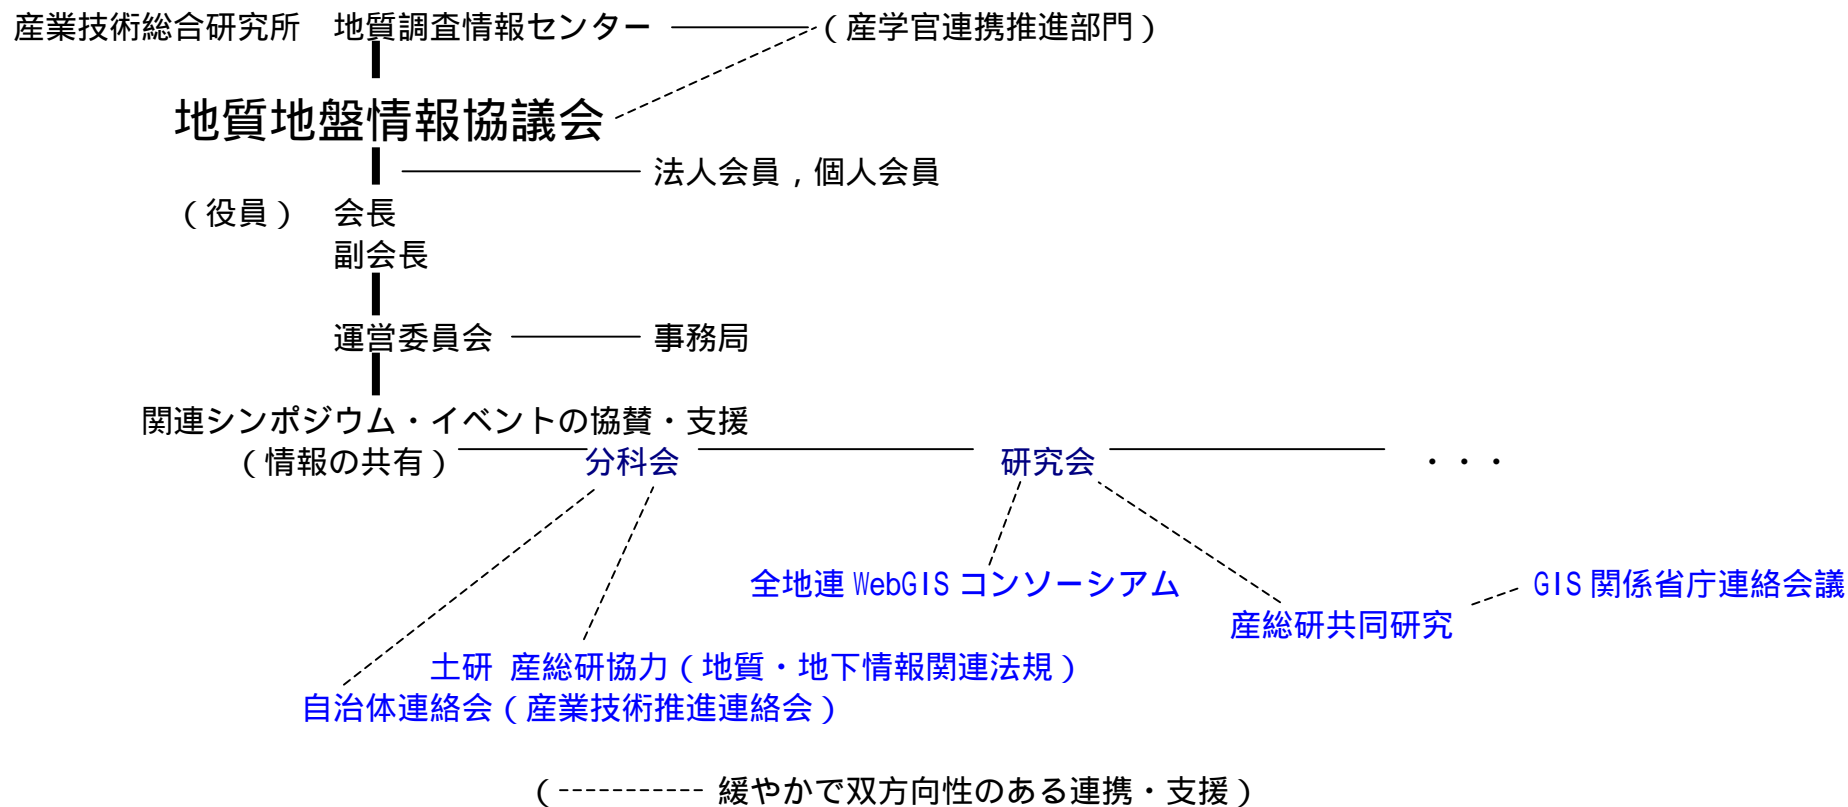 産業技術総合研究所　地質調査情報センター （産学官連携推進部門）
地質地盤情報協議会
法人会員，個人会員
（役員）　会長
副会長
運営委員会 事務局
関連シンポジウム・イベントの協賛・支援
（情報の共有） 分科会 研究会 ・・・
全地連 WebGIS コンソーシアム GIS 関係省庁連絡会議
産総研共同研究
土研 産総研協力（地質・地下情報関連法規）
自治体連絡会（産業技術推進連絡会）
（----------- 緩やかで双方向性のある連携・支援）